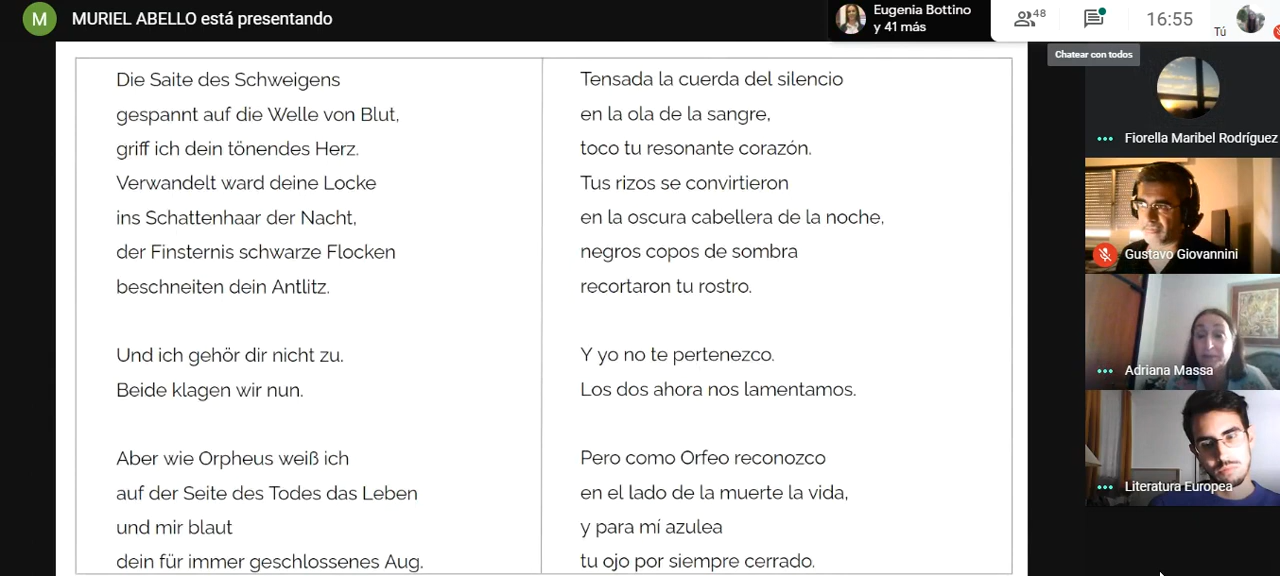 M MURIEL ABELLO está presentando
Eugenia Bottino
y 41 más
48
16:55
Tú
Chatear con todos
Die Saite des Schweigens
gespannt auf die Welle von Blut,
griff ich dein tönendes Herz.
Verwandelt ward deine Locke
ins Schattenhaar der Nacht,
der Finsternis schwarze Flocken
beschneiten dein Antlitz.
Und ich gehör dir nicht zu.
Beide klagen wir nun.
Aber wie Orpheus weiß ich
auf der Seite des Todes das Leben
und mir blaut
dein für immer geschlossenes Aug.
Tensada la cuerda del silencio
en la ola de la sangre,
toco tu resonante corazón.
Tus rizos se convirtieron
en la oscura cabellera de la noche,
negros copos de sombra
recortaron tu rostro.
Y yo no te pertenezco.
Los dos ahora nos lamentamos.
Pero como Orfeo reconozco
en el lado de la muerte la vida,
y para mí azulea
tu ojo por siempre cerrado.
Fiorella Maribel Rodríguez
Gustavo Giovannini
Adriana Massa
Literatura Europea